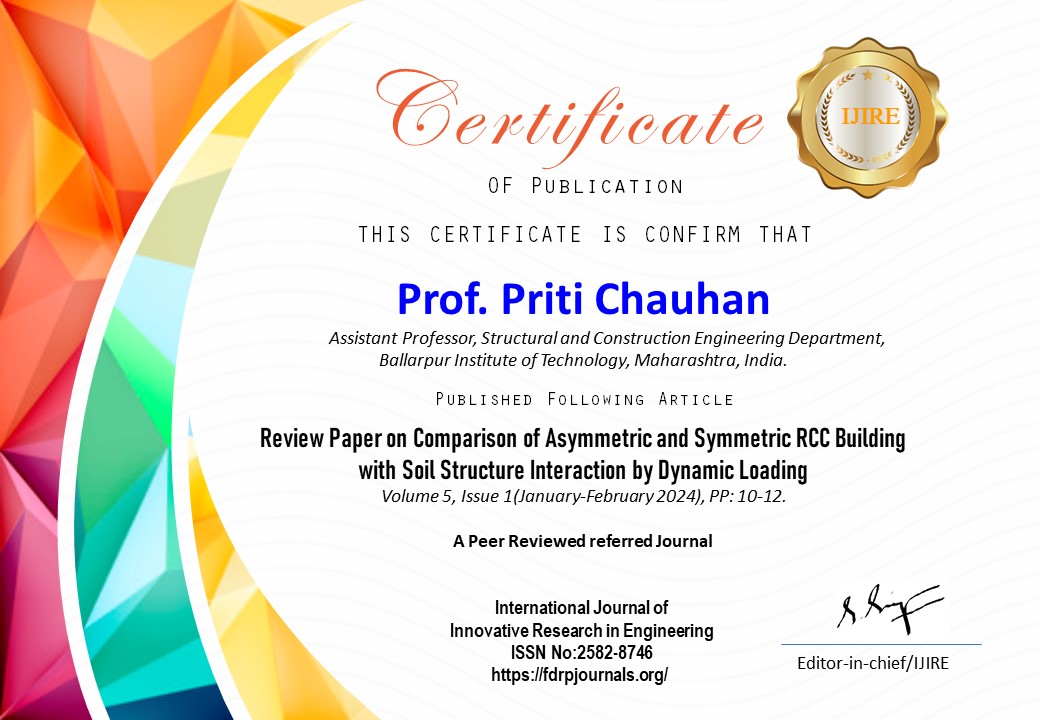 Certificate
IJIRE
OF PUBLICATION
THIS CERTIFICATE IS CONFIRM THAT
Prof. Priti Chauhan
Assistant Professor, Structural and Construction Engineering Department,
Ballarpur Institute of Technology, Maharashtra, India.
PUBLISHED FOLLOWING ARTICLE
Review Paper on Comparison of Asymmetric and Symmetric RCC Building
with Soil Structure Interaction by Dynamic Loading
Volume 5, Issue 1(January-February 2024), PP: 10-12.
A Peer Reviewed referred Journal
International Journal of
Innovative Research in Engineering
ISSN No:2582-8746
https://fdrpjournals.org/
Editor-in-chief/IJIRE